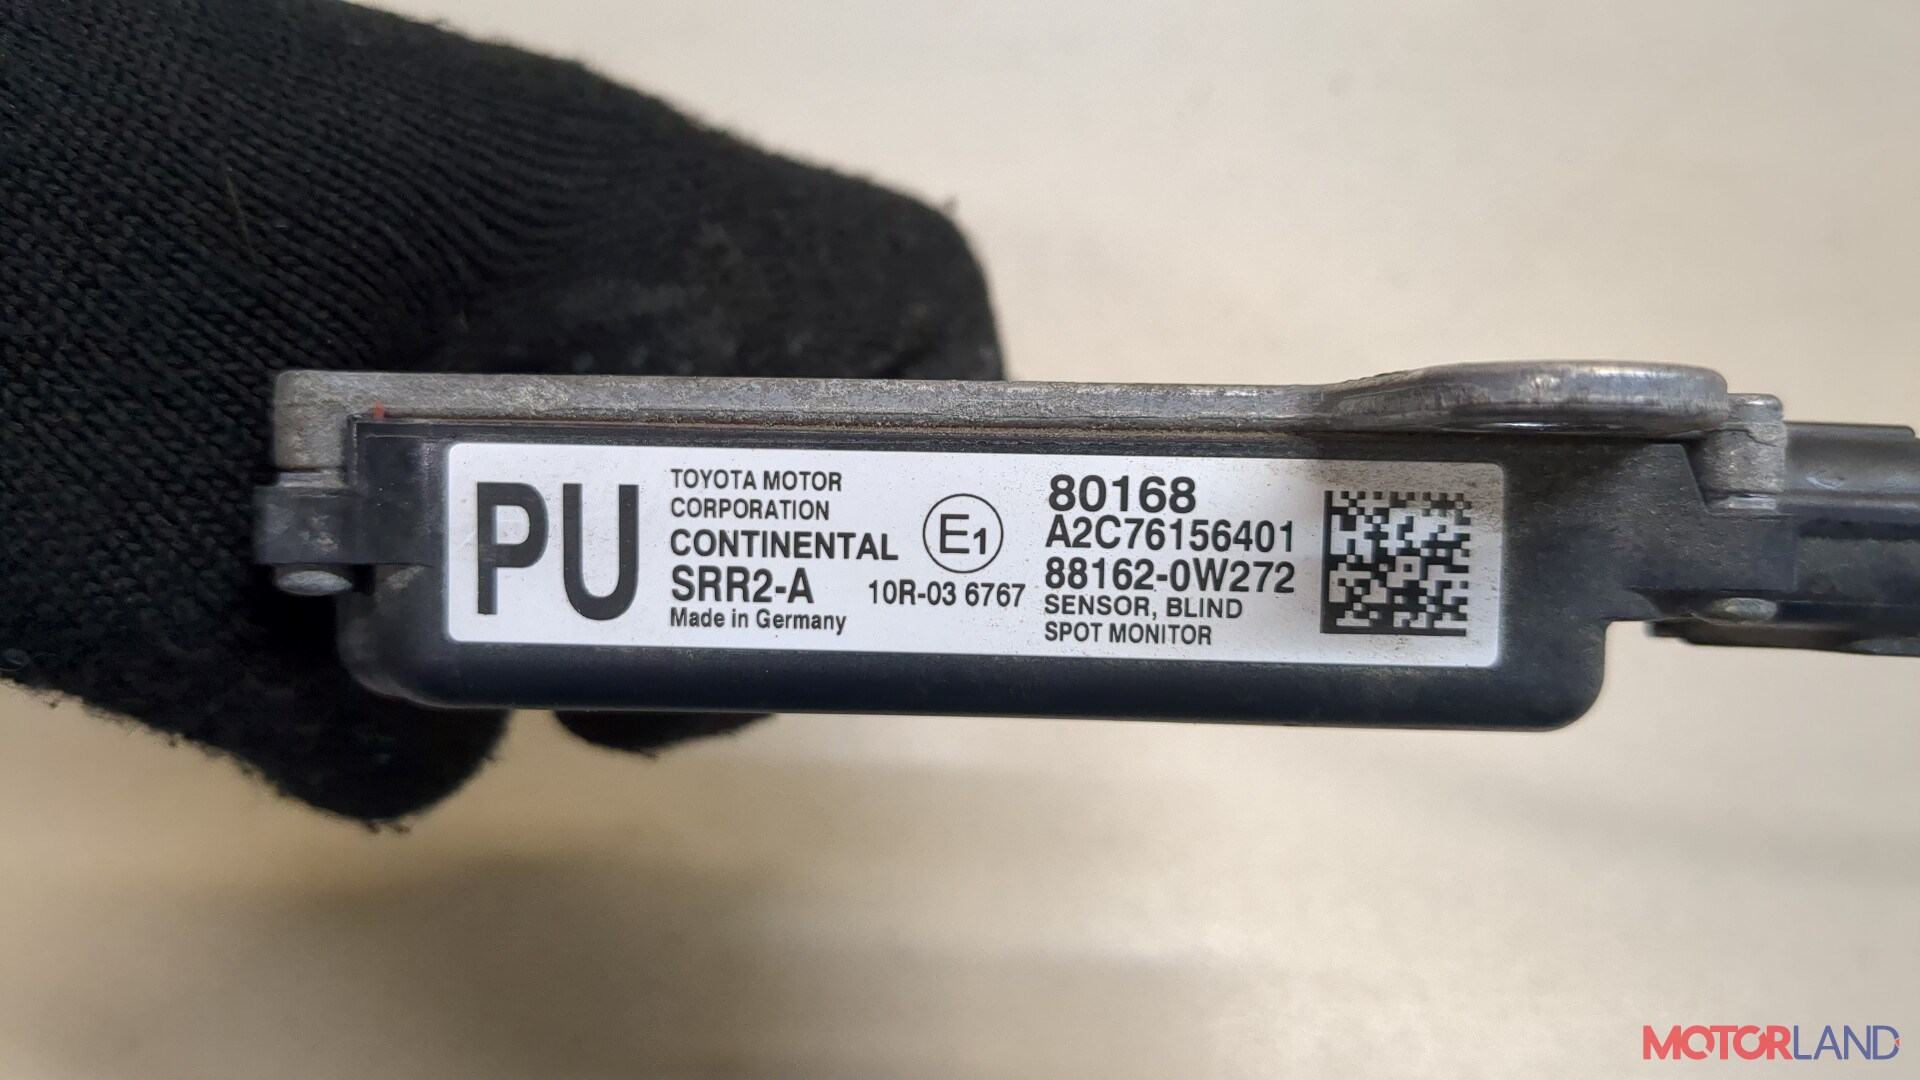 PU
TOYOTA MOTOR
CORPORATION
CONTINENTAL
SRR2-A
Made in Germany
E1
10R-03 6767
80168
A2C76156401
88162-0W272
SENSOR, BLIND
SPOT MONITOR
MOTORLAND